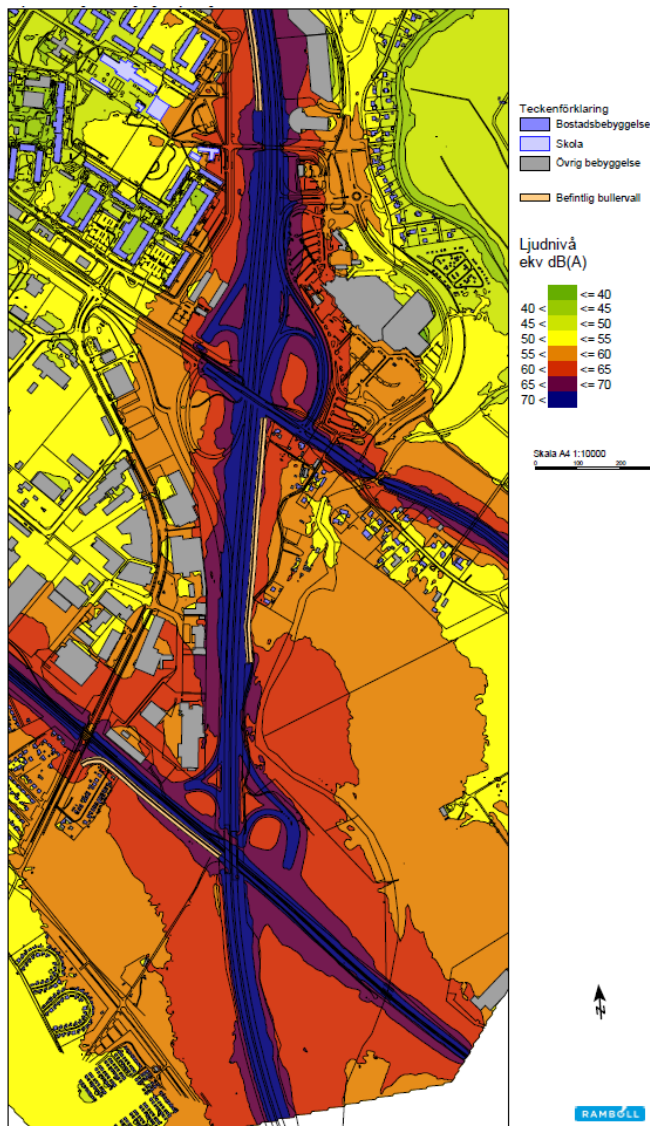 Teckenförklaring
Bostadsbebyggelse
Skola
Övrig bebyggelse
Befintlig bullervall
Ljudnivå
ekv dB(A)
<= 40
40 < <= 45
45 < <= 50
50 < <= 55
55 < <= 60
60 < <= 65
65 < <= 70
70 <
Skala A4 1:10000
0 100 200
RAMBOLL